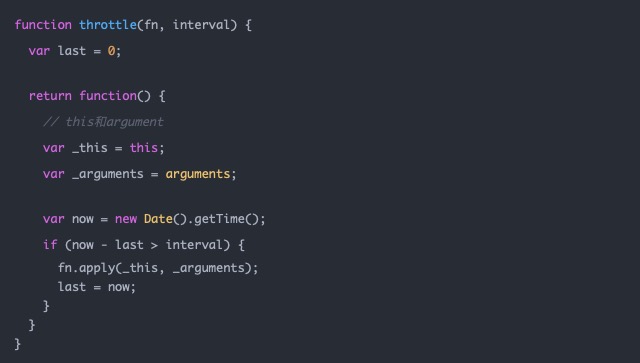 function throttle(fn, interval) {
var last = 0;
return function() {
// this和argument
var _this = this;
var _arguments = arguments;
var now = new Date().getTime();
if (now - last > interval) {
fn.apply(_this, _arguments);
last = now;
}
}
}